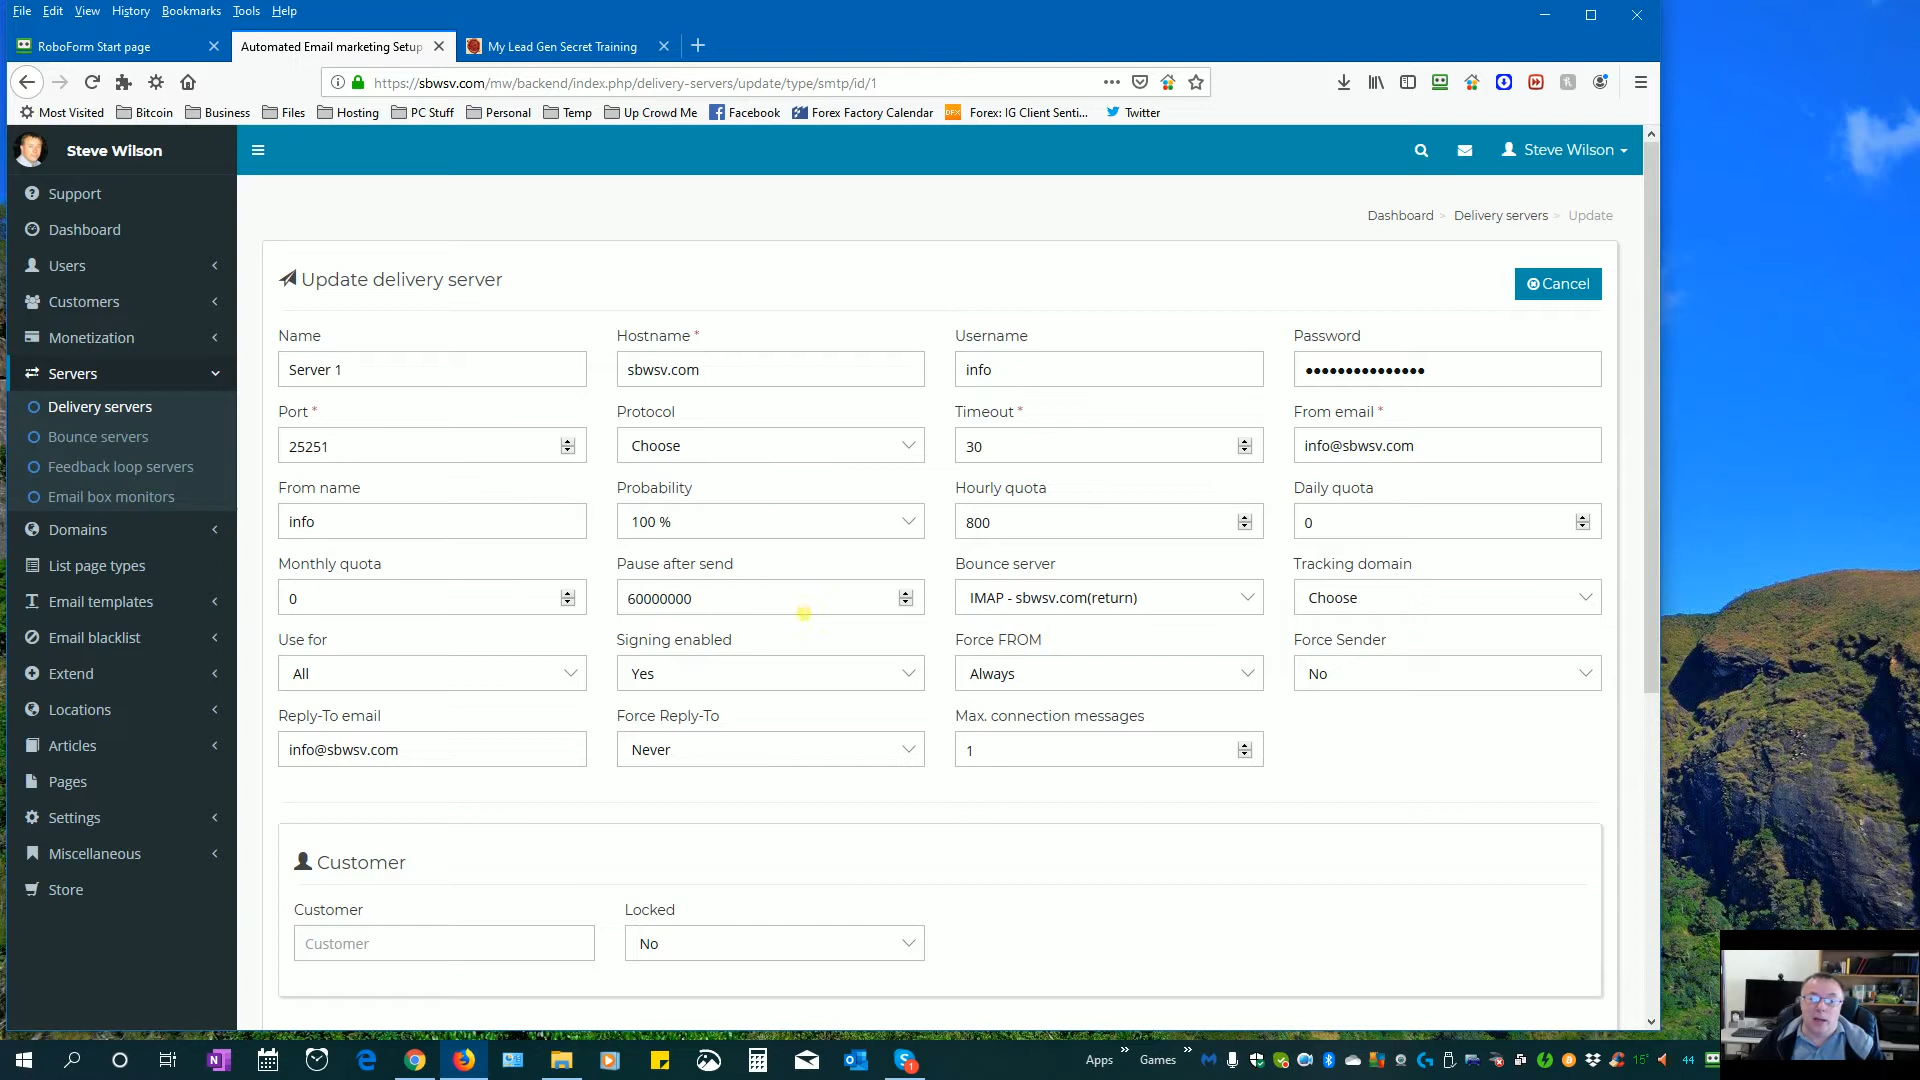 File Edit View History Bookmarks Tools Help
RoboForm Start page
Automated Email marketing Setup
My Lead Gen Secret Training
https://sbwsv.com/mw/backend/index.php/delivery-servers/update/type/smtp/id/1
Most Visited Bitcoin Business Files Hosting PC Stuff Personal Temp Up Crowd Me Facebook Forex Factory Calendar Forex: IG Client Senti... Twitter
Steve Wilson
Steve Wilson
Support
Dashboard
Users
Customers
Monetization
Servers
Delivery servers
Bounce servers
Feedback loop servers
Email box monitors
Domains
List page types
Email templates
Email blacklist
Extend
Locations
Articles
Pages
Settings
Miscellaneous
Store
Dashboard > Delivery servers > Update
Update delivery server
Cancel
Name Hostname * Username Password
Server 1 sbwsv.com info •••••••••••••••
Port * Protocol Timeout * From email *
25251 Choose 30 info@sbwsv.com
From name Probability Hourly quota Daily quota
info 100 % 800 0
Monthly quota Pause after send Bounce server Tracking domain
0 60000000 IMAP - sbwsv.com(return) Choose
Use for Signing enabled Force FROM Force Sender
All Yes Always No
Reply-To email Force Reply-To Max. connection messages
info@sbwsv.com Never 1
Customer
Customer Locked
Customer No
Apps » Games » 15° 44